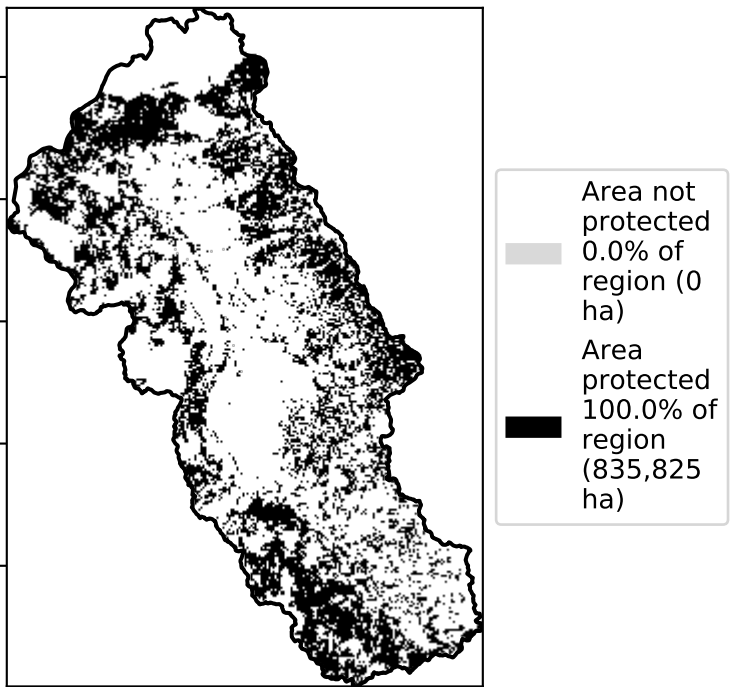 Area not
protected
0.0% of
region (0
ha)
Area
protected
100.0% of
region
(835,825
ha)